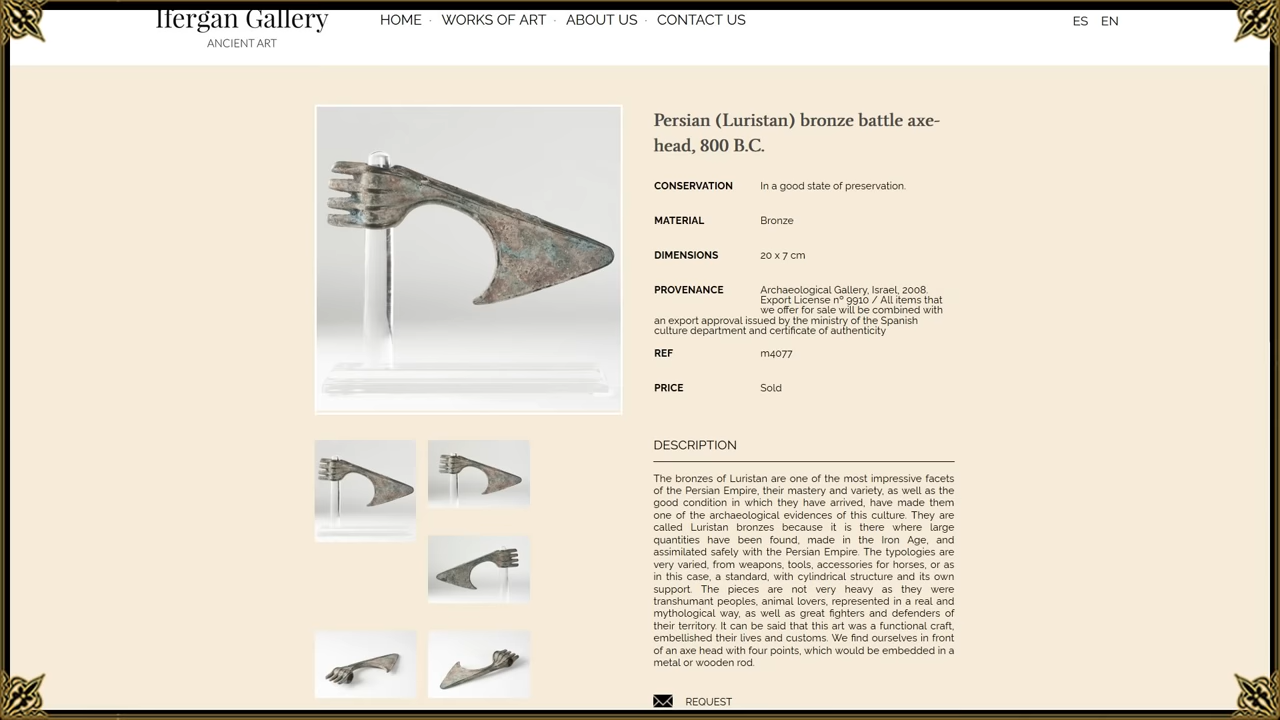 Ifergan Gallery
ANCIENT ART
HOME · WORKS OF ART · ABOUT US · CONTACT US
ES EN
Persian (Luristan) bronze battle axe-
head, 800 B.C.
CONSERVATION In a good state of preservation.
MATERIAL Bronze
DIMENSIONS 20 x 7 cm
PROVENANCE Archaeological Gallery, Israel, 2008.
Export License nº 9910 / All items that
we offer for sale will be combined with
an export approval issued by the ministry of the Spanish
culture department and certificate of authenticity
REF m4077
PRICE Sold
DESCRIPTION
The bronzes of Luristan are one of the most impressive facets
of the Persian Empire, their mastery and variety, as well as the
good condition in which they have arrived, have made them
one of the archaeological evidences of this culture. They are
called Luristan bronzes because it is there where large
quantities have been found, made in the Iron Age, and
assimilated safely with the Persian Empire. The typologies are
very varied, from weapons, tools, accessories for horses, or as
in this case, a standard, with cylindrical structure and its own
support. The pieces are not very heavy as they were
transhumant peoples, animal lovers, represented in a real and
mythological way, as well as great fighters and defenders of
their territory. It can be said that this art was a functional craft,
embellished their lives and customs. We find ourselves in front
of an axe head with four points, which would be embedded in a
metal or wooden rod.
REQUEST